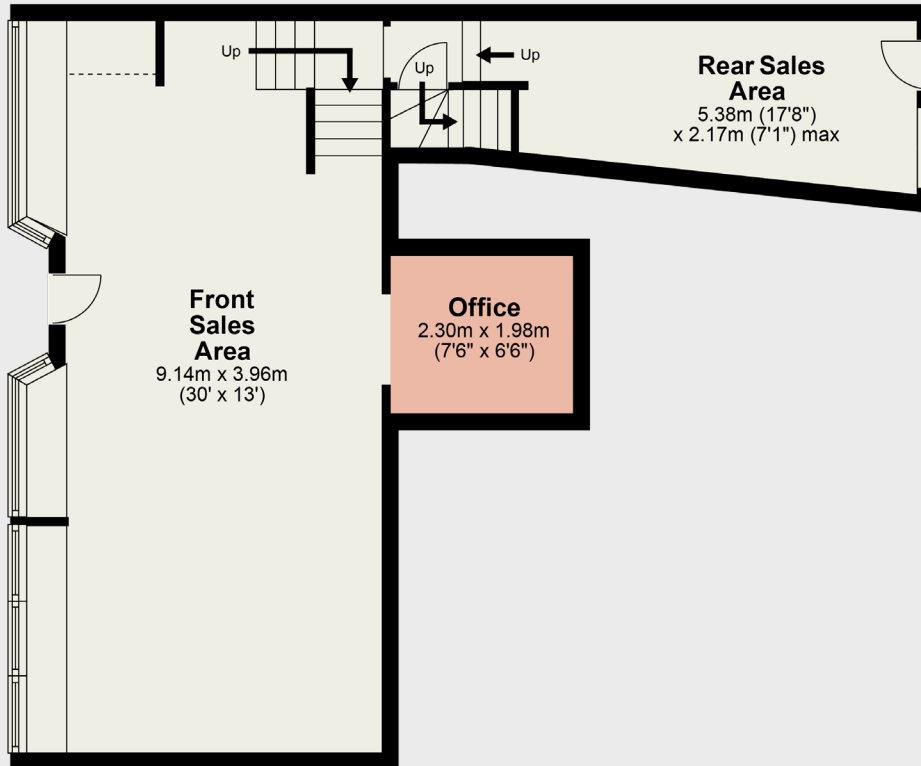 Up
Up
Up
Rear Sales
Area
5.38m (17'8")
x 2.17m (7'1") max
Front
Sales
Area
9.14m x 3.96m
(30' x 13')
Office
2.30m x 1.98m
(7'6" x 6'6")